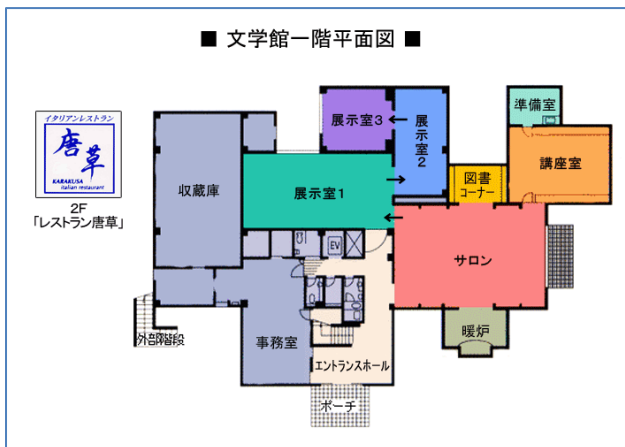 ■ 文学館一階平面図 ■
イタリアンレストラン
唐草
KARAKUSA
italian restaurant
2F
「レストラン唐草」
収蔵庫
展示室3
展示室2
準備室
講座室
図書
コーナー
展示室1
EV
サロン
外部階段
事務室
エントランスホール
暖炉
ポーチ